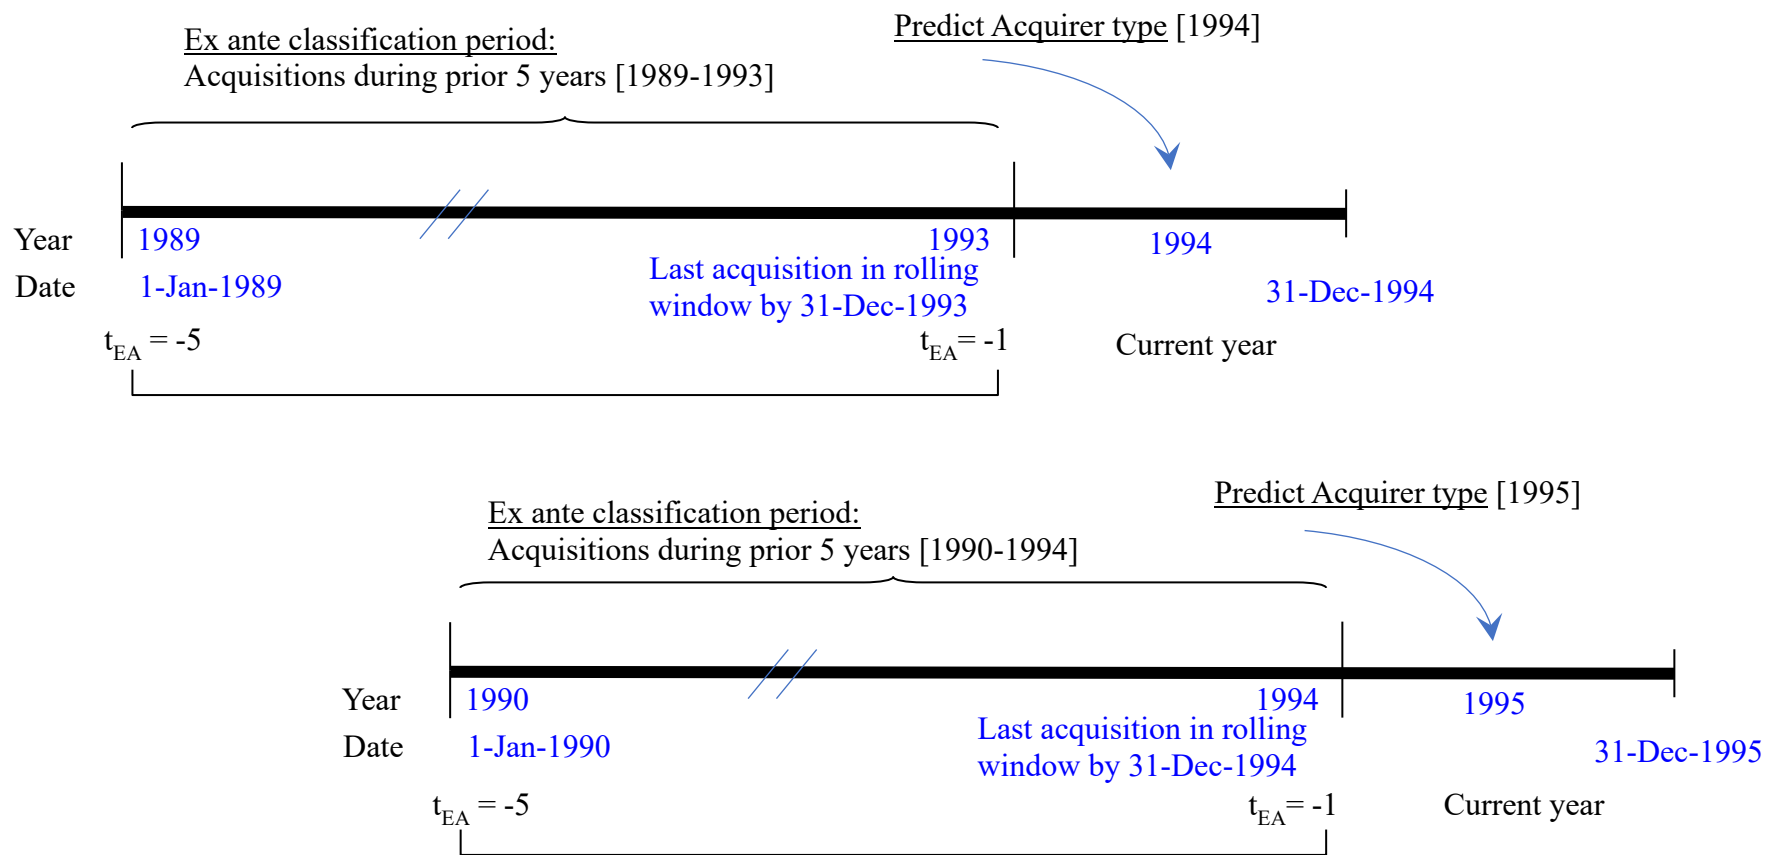 Predict Acquirer type [1994]
Ex ante classification period:
Acquisitions during prior 5 years [1989-1993]
Year 1989 1993 1994
Last acquisition in rolling
Date 1-Jan-1989 window by 31-Dec-1993 31-Dec-1994
tEA = -5 tEA= -1 Current year
Predict Acquirer type [1995]
Ex ante classification period:
Acquisitions during prior 5 years [1990-1994]
Year 1990 1994 1995
Last acquisition in rolling
Date 1-Jan-1990 window by 31-Dec-1994 31-Dec-1995
tEA = -5 tEA= -1 Current year